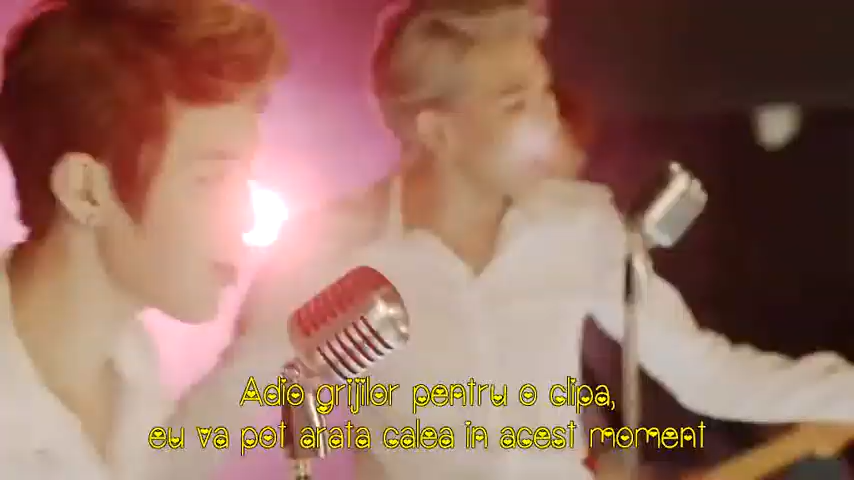 Adio grijilor pentru o clipa,
eu va pot arata calea in acest moment